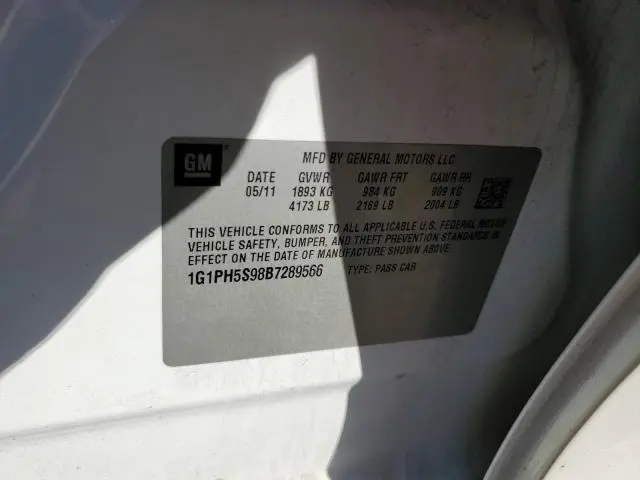 GM
MFD BY GENERAL MOTORS LLC
DATE GVWR GAWR FRT GAWR RR
05/11 1893 KG 984 KG 909 KG
4173 LB 2169 LB 2004 LB
THIS VEHICLE CONFORMS TO ALL APPLICABLE U.S. FEDERAL MOTOR
VEHICLE SAFETY, BUMPER, AND THEFT PREVENTION STANDARDS IN
EFFECT ON THE DATE OF MANUFACTURE SHOWN ABOVE.
1G1PH5S98B7289566 TYPE: PASS CAR